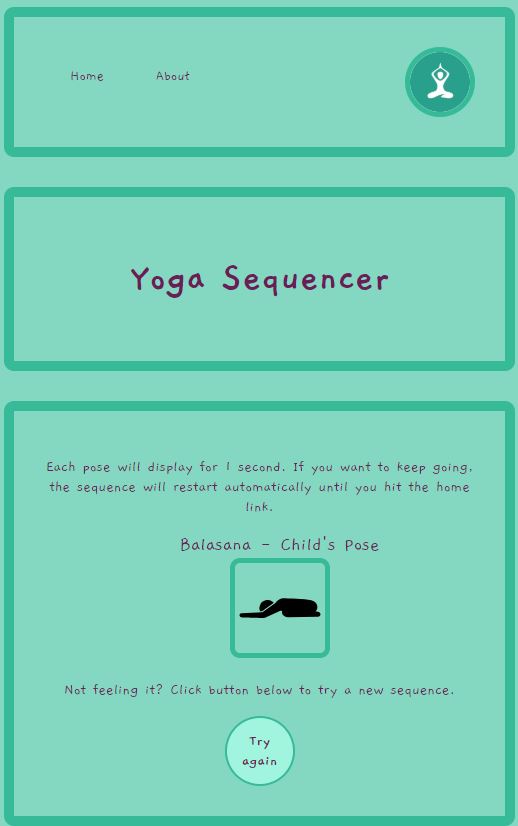 Home About
Yoga Sequencer
Each pose will display for 1 second. If you want to keep going,
the sequence will restart automatically until you hit the home
link.
Balasana - Child's Pose
Not feeling it? Click button below to try a new sequence.
Try
again